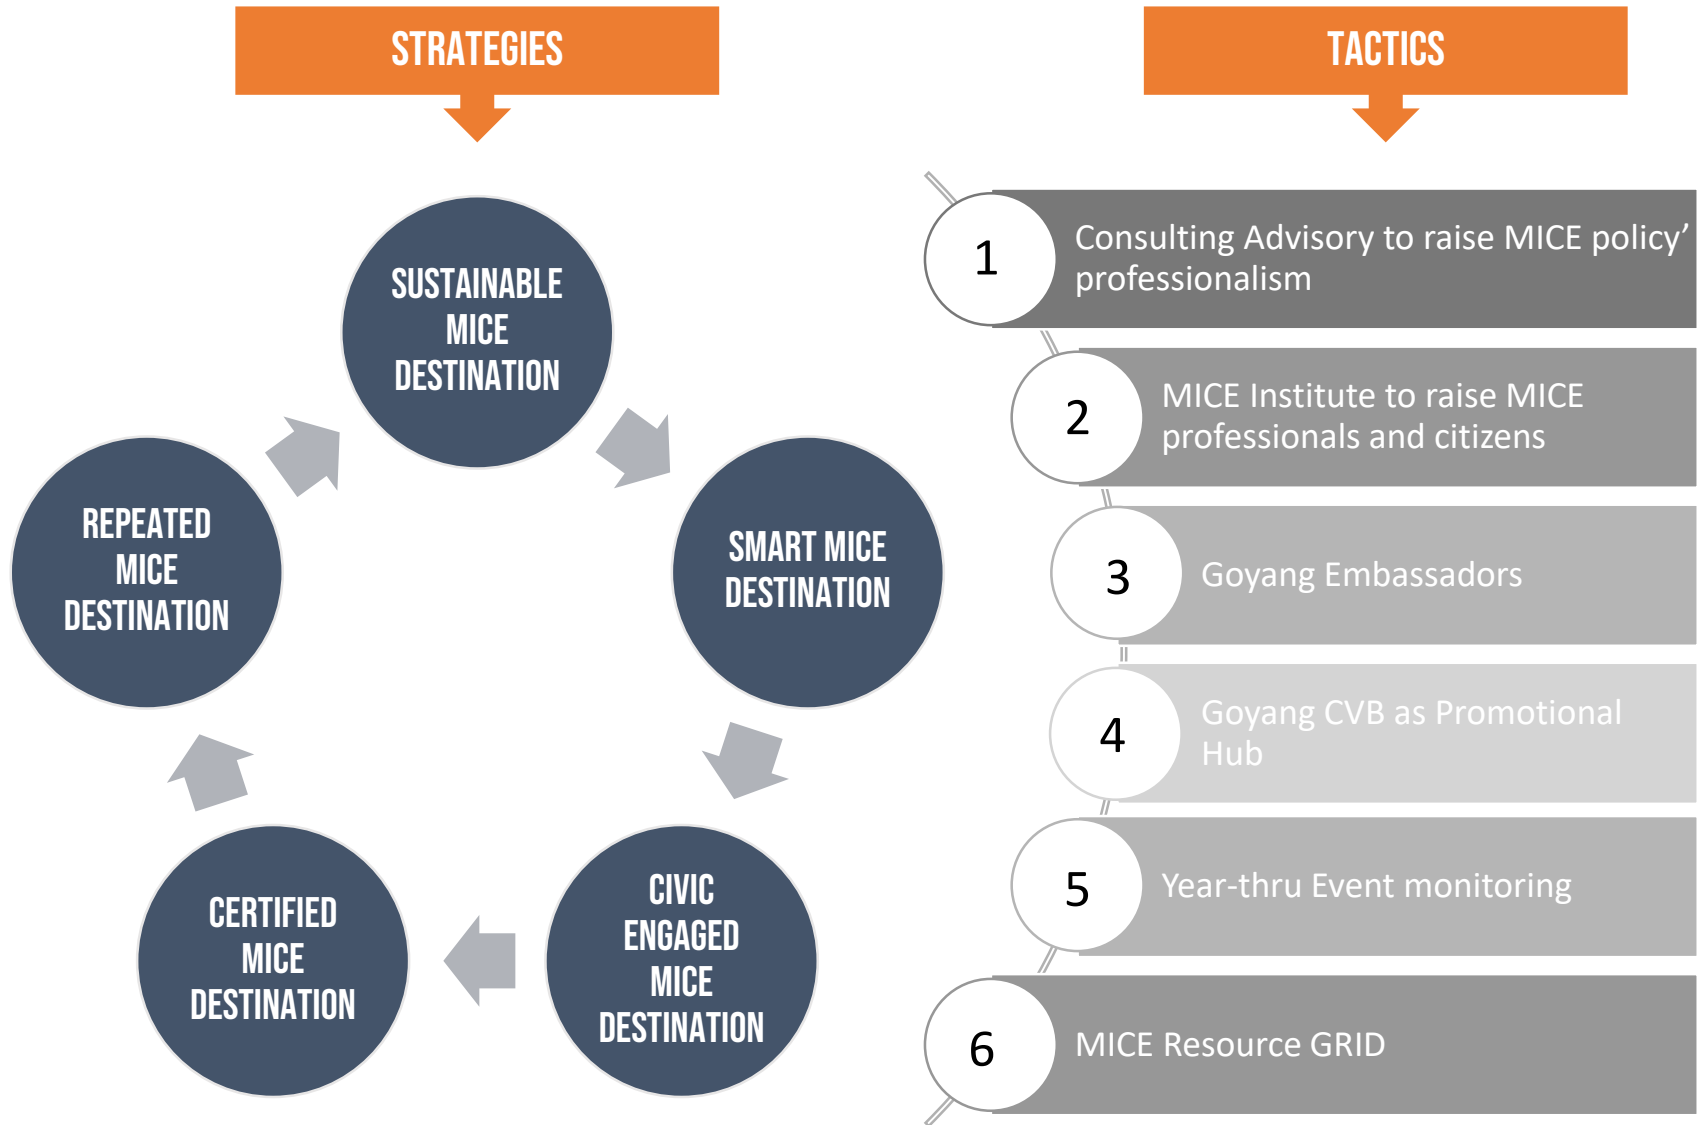 STRATEGIES
SUSTAINABLE
MICE
DESTINATION
SMART MICE
DESTINATION
CIVIC
ENGAGED
MICE
DESTINATION
CERTIFIED
MICE
DESTINATION
REPEATED
MICE
DESTINATION
TACTICS
1
Consulting Advisory to raise MICE policy’
professionalism
2
MICE Institute to raise MICE
professionals and citizens
3
Goyang Embassadors
4
Goyang CVB as Promotional
Hub
5
Year-thru Event monitoring
6
MICE Resource GRID